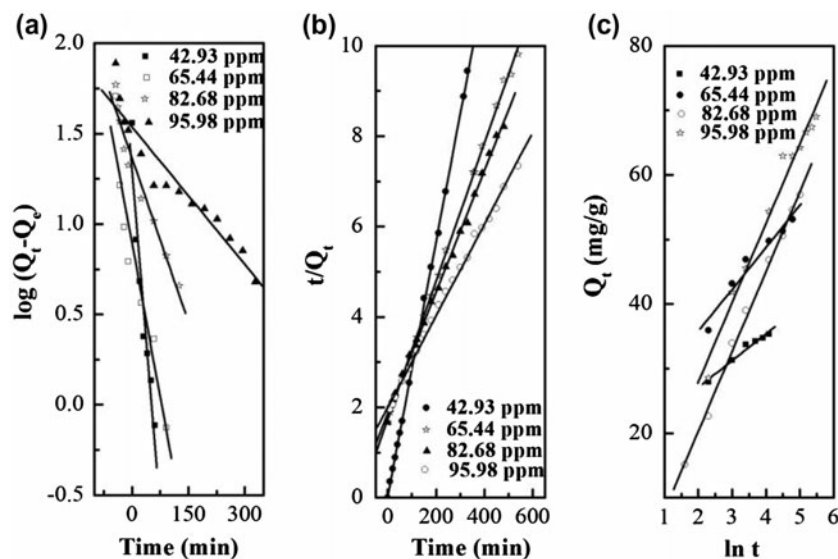 (a)
2.0
1.5
1.0
0.5
0.0
-0.5
log (Qt-Qe)
42.93 ppm
65.44 ppm
82.68 ppm
95.98 ppm
0 150 300
Time (min)
(b)
10
8
6
4
2
0
t/Qt
42.93 ppm
65.44 ppm
82.68 ppm
95.98 ppm
0 200 400 600
Time (min)
(c)
80
60
40
20
Qt (mg/g)
42.93 ppm
65.44 ppm
82.68 ppm
95.98 ppm
1 2 3 4 5 6
ln t